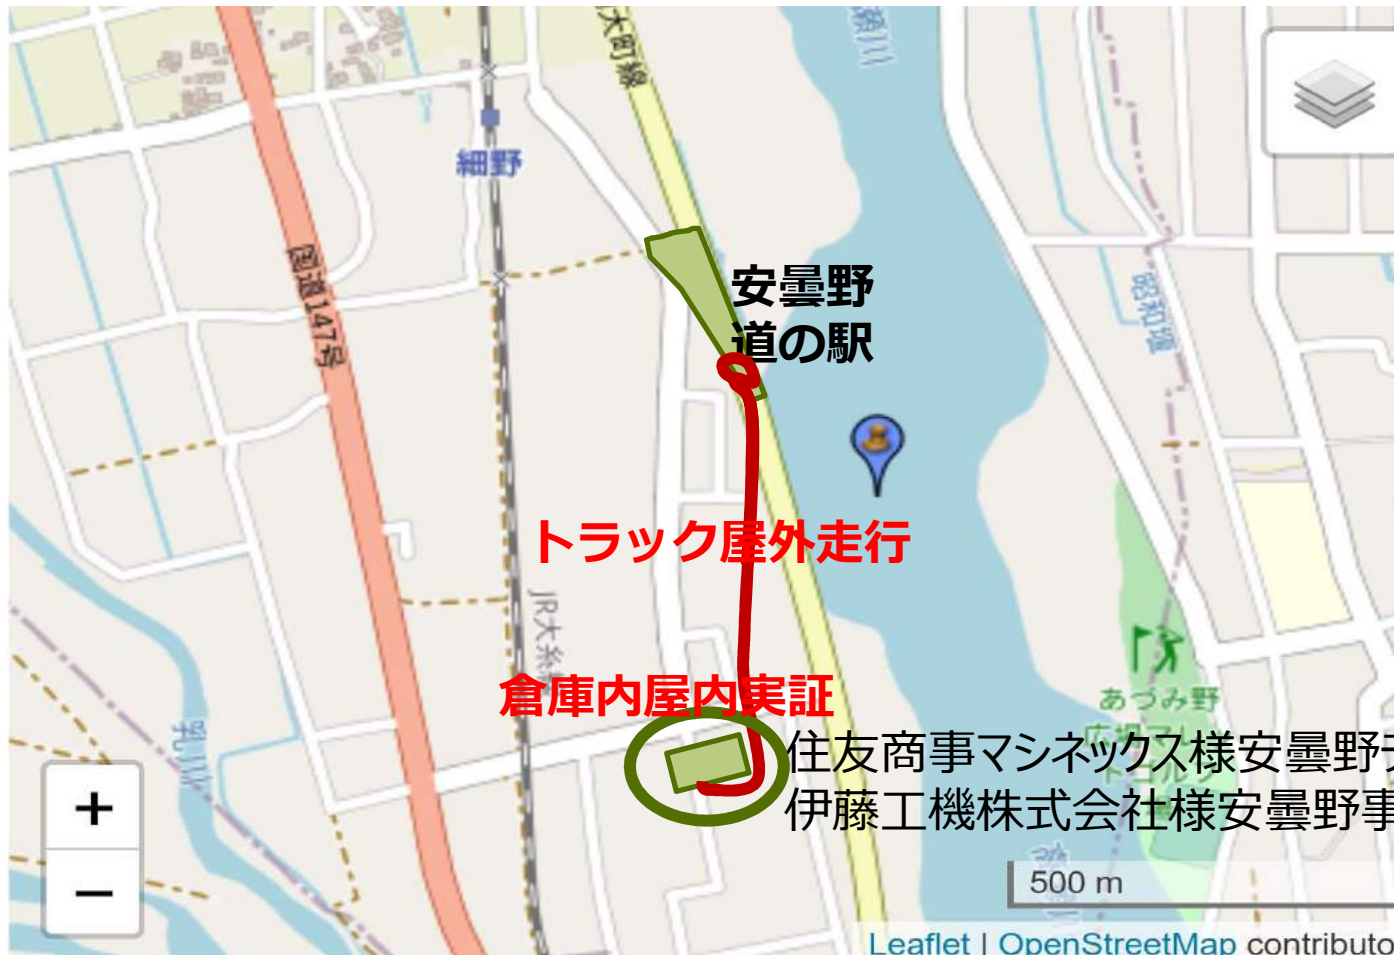 大町線
細野
国道147号
安曇野
道の駅
昭和堰
トラック屋外走行
JR大糸線
倉庫内屋内実証
あづみ野
乳川
住友商事マシネックス様安曇野
伊藤工機株式会社様安曇野事
+
−
500 m
Leaflet | OpenStreetMap contributo